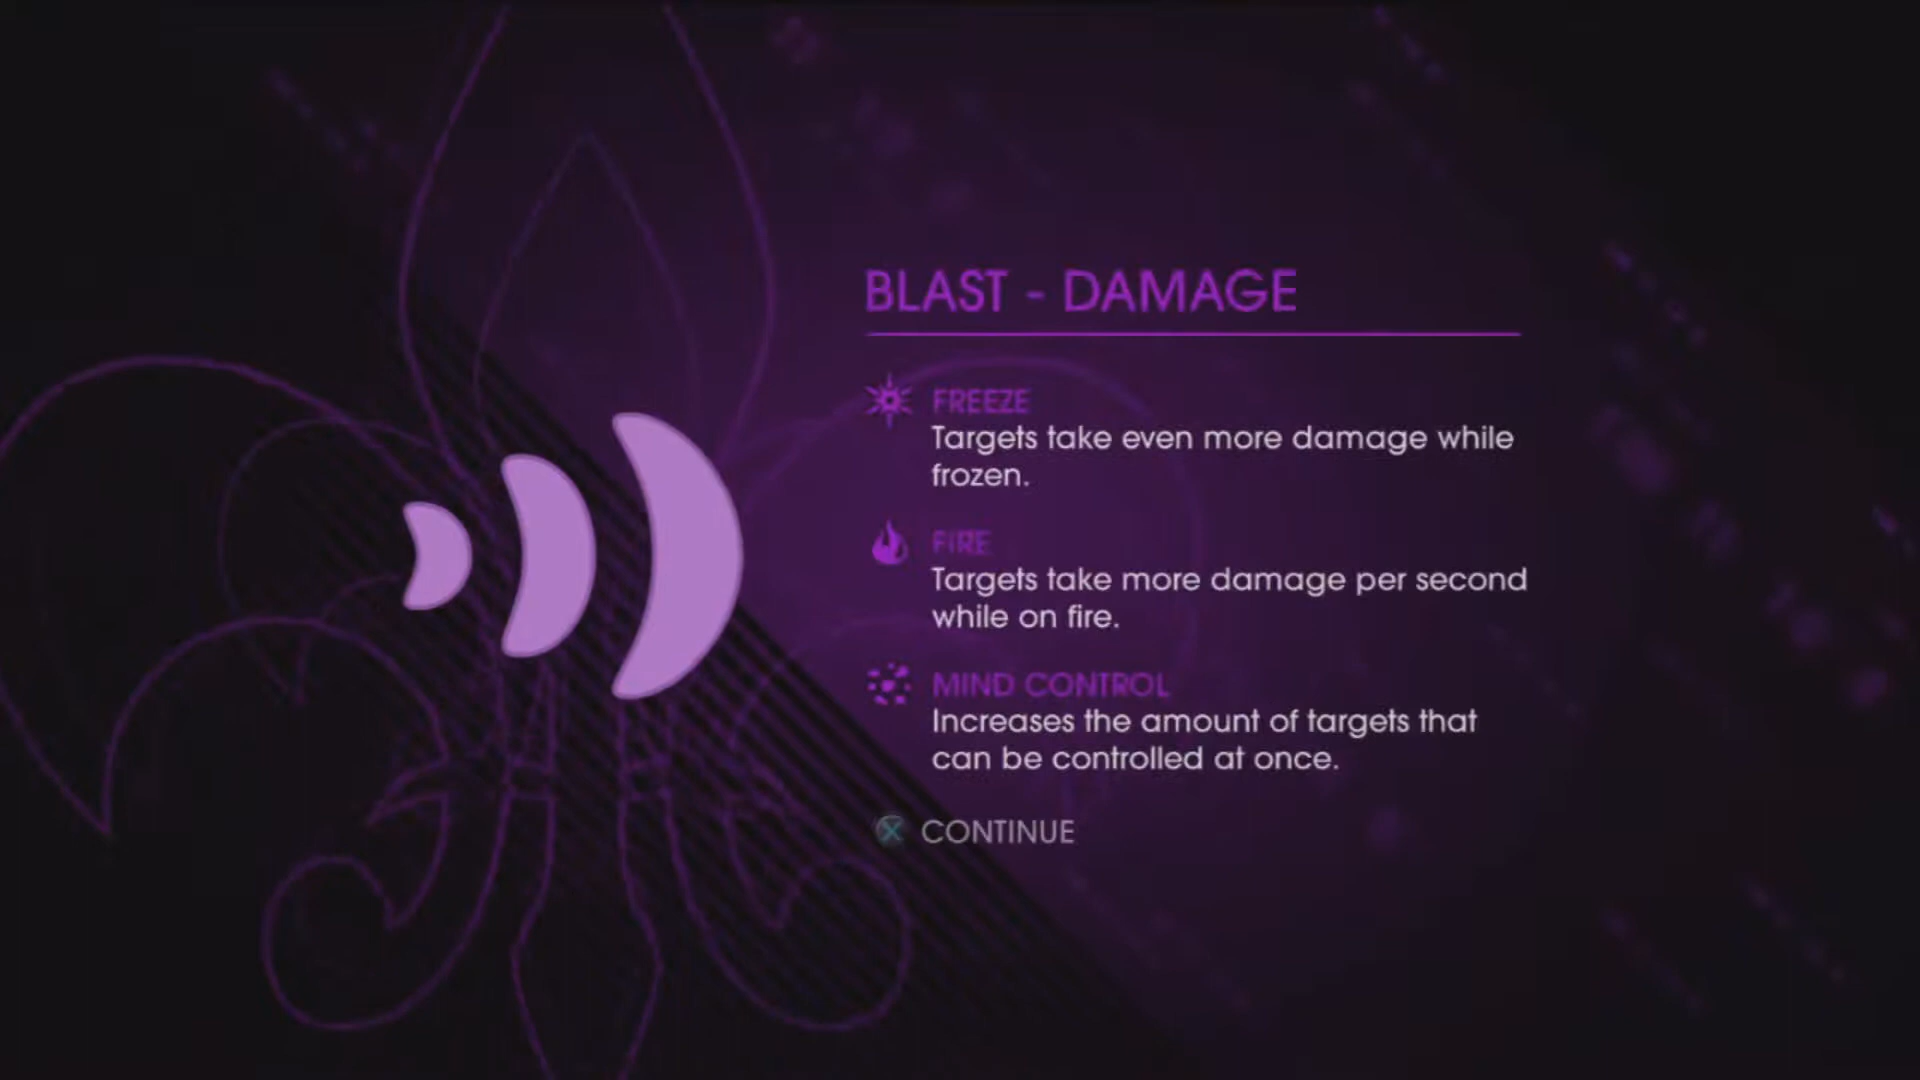 BLAST - DAMAGE
FREEZE
Targets take even more damage while
frozen.
FIRE
Targets take more damage per second
while on fire.
MIND CONTROL
Increases the amount of targets that
can be controlled at once.
CONTINUE